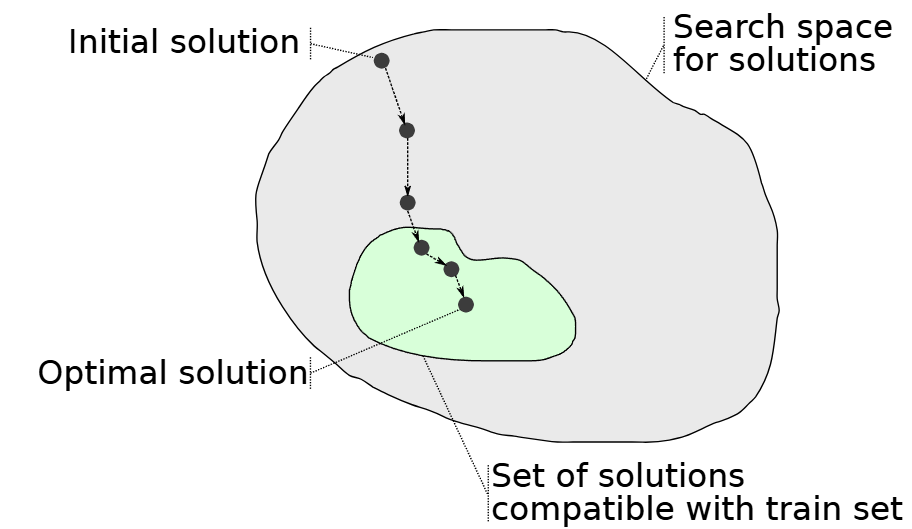 Initial solution
Search space
for solutions
Optimal solution
Set of solutions
compatible with train set